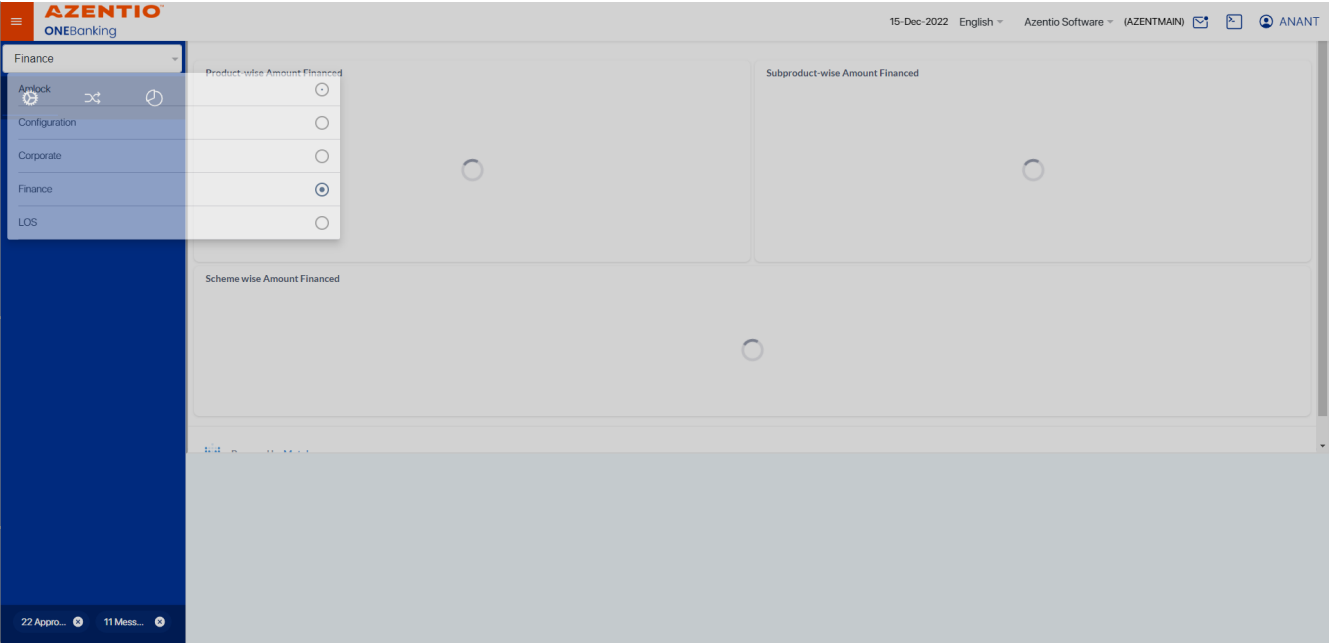 AZENTIO
ONEBanking
15-Dec-2022 English Azentio Software (AZENTMAIN) ANANT
Finance
Product-wise Amount Financed
Subproduct-wise Amount Financed
Amlock
Configuration
Corporate
Finance
LOS
Scheme wise Amount Financed
22 Appro... 11 Mess...